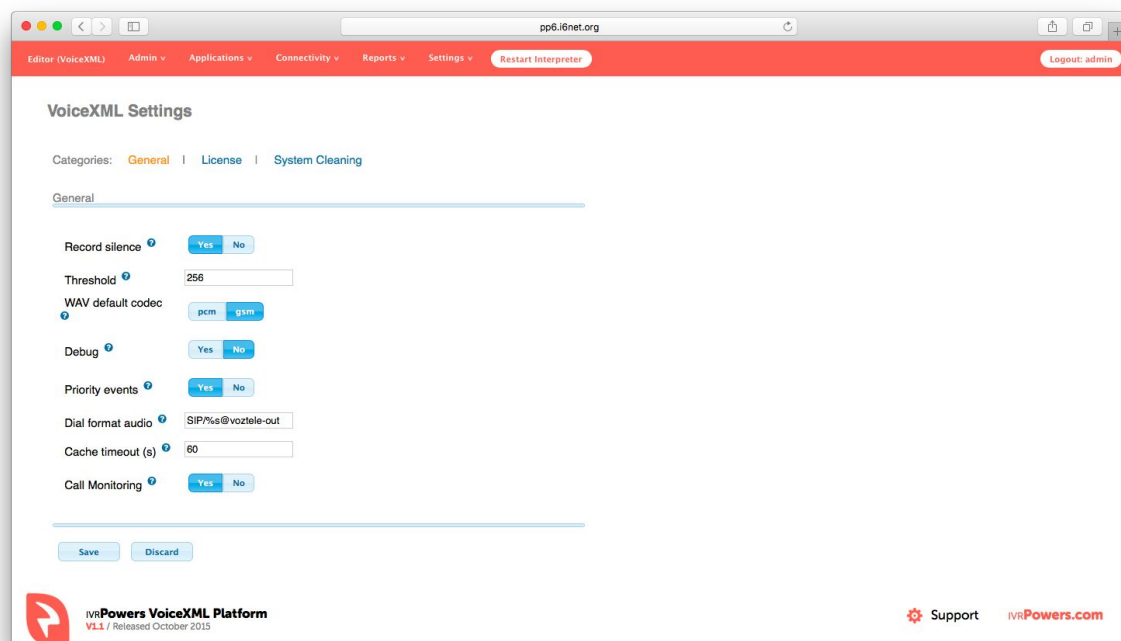 pp6.i6net.org
Editor (VoiceXML) Admin Applications Connectivity Reports Settings Restart Interpreter Logout: admin
VoiceXML Settings
Categories: General | License | System Cleaning
General
Record silence ? Yes No
Threshold ? 256
WAV default codec ? pcm gsm
Debug ? Yes No
Priority events ? Yes No
Dial format audio ? SIP/%s@voztele-out
Cache timeout (s) ? 60
Call Monitoring ? Yes No
Save Discard
IVRPowers VoiceXML Platform
V1.1 / Released October 2015
Support IVRPowers.com